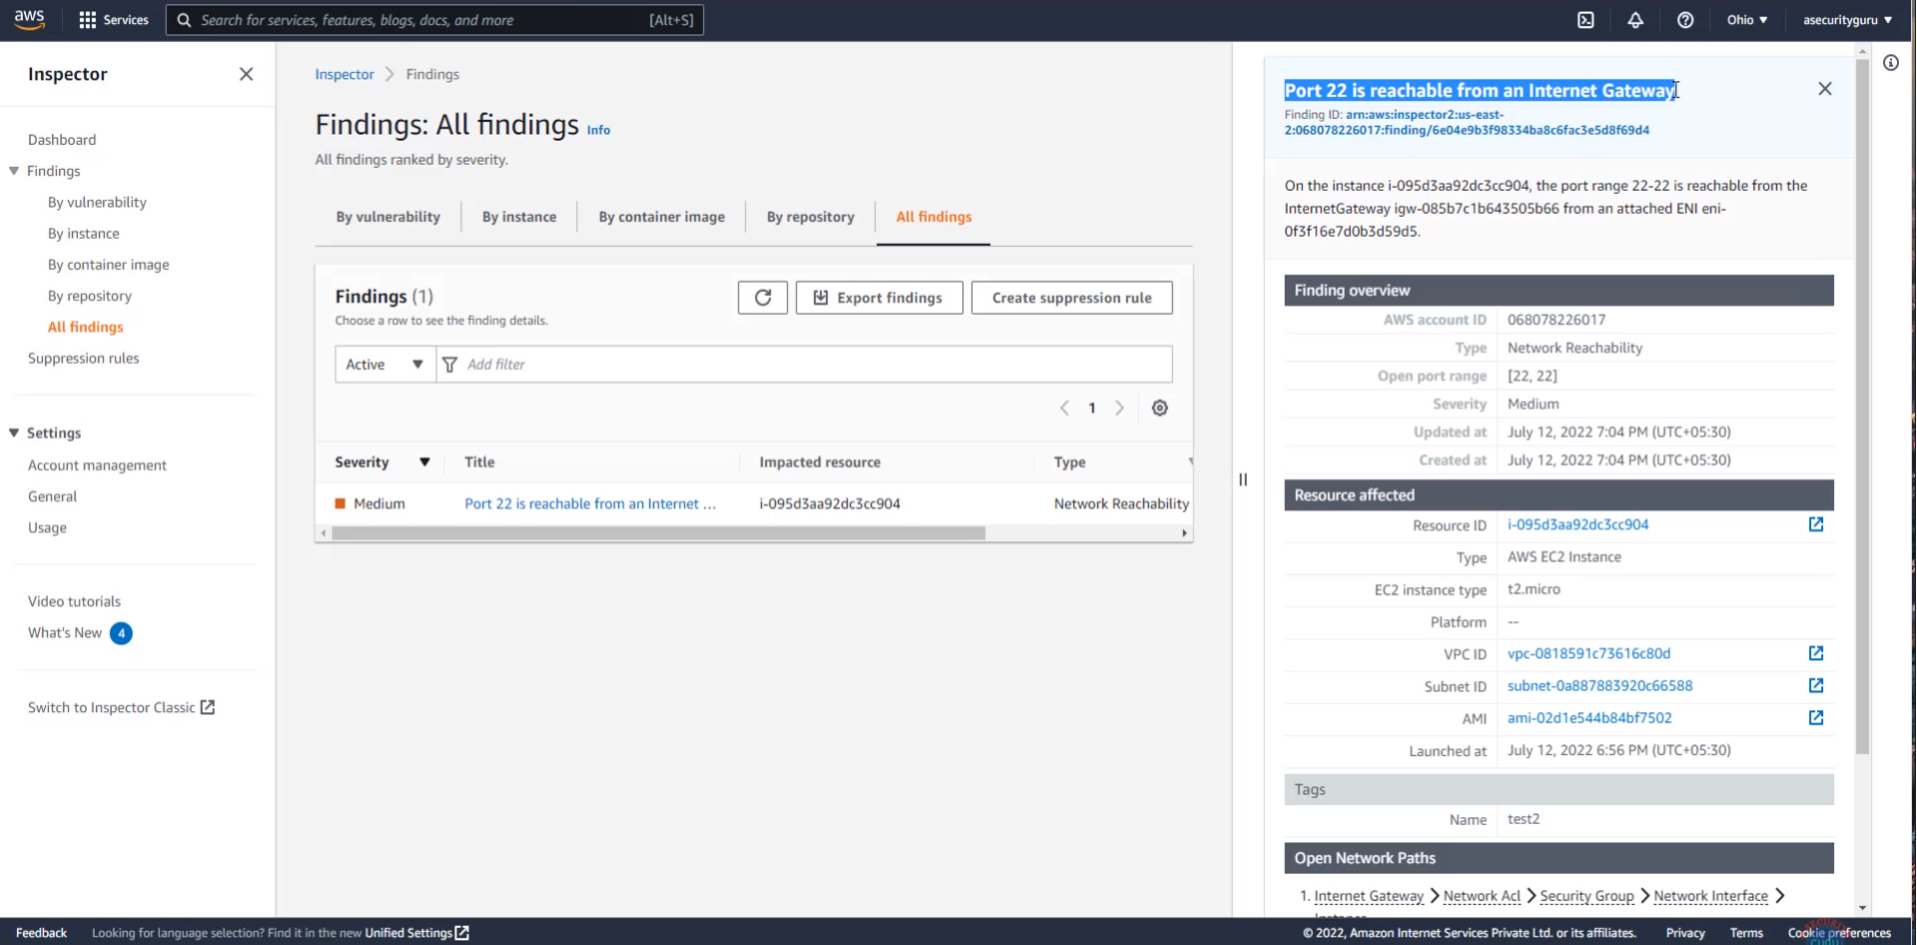 aws
Services
Search for services, features, blogs, docs, and more
[Alt+S]
Ohio
asecurityguru
Inspector
Dashboard
Findings
By vulnerability
By instance
By container image
By repository
All findings
Suppression rules
Settings
Account management
General
Usage
Video tutorials
What's New 4
Switch to Inspector Classic
Inspector
Findings
Findings: All findings Info
All findings ranked by severity.
By vulnerability
By instance
By container image
By repository
All findings
Findings (1)
Choose a row to see the finding details.
Export findings
Create suppression rule
Active
Add filter
1
Severity
Title
Impacted resource
Type
Medium
Port 22 is reachable from an Internet ...
i-095d3aa92dc3cc904
Network Reachability
Port 22 is reachable from an Internet Gateway
Finding ID: arn:aws:inspector2:us-east-
2:068078226017:finding/6e04e9b3f98334ba8c6fac3e5d8f69d4
On the instance i-095d3aa92dc3cc904, the port range 22-22 is reachable from the
InternetGateway igw-085b7c1b643505b66 from an attached ENI eni-
0f3f16e7d0b3d59d5.
Finding overview
AWS account ID 068078226017
Type Network Reachability
Open port range [22, 22]
Severity Medium
Updated at July 12, 2022 7:04 PM (UTC+05:30)
Created at July 12, 2022 7:04 PM (UTC+05:30)
Resource affected
Resource ID i-095d3aa92dc3cc904
Type AWS EC2 Instance
EC2 instance type t2.micro
Platform --
VPC ID vpc-0818591c73616c80d
Subnet ID subnet-0a887883920c66588
AMI ami-02d1e544b84bf7502
Launched at July 12, 2022 6:56 PM (UTC+05:30)
Tags
Name test2
Open Network Paths
1. Internet Gateway > Network Acl > Security Group > Network Interface >
Feedback
Looking for language selection? Find it in the new Unified Settings
© 2022, Amazon Internet Services Private Ltd. or its affiliates.
Privacy
Terms
Cookie preferences